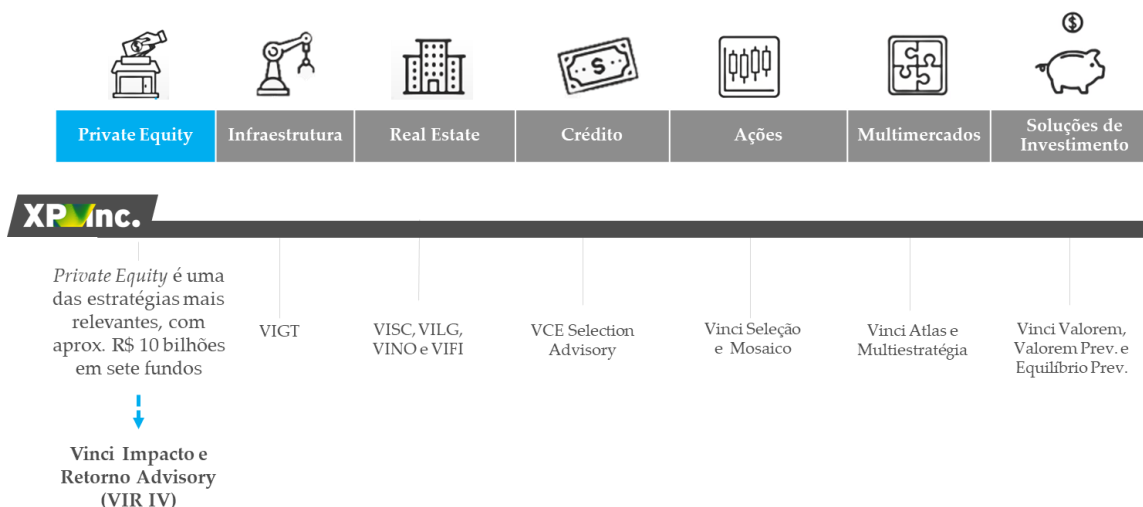 Private Equity
Infraestrutura
Real Estate
Crédito
Ações
Multimercados
Soluções de
Investimento
XP Inc.
Private Equity é uma
das estratégias mais
relevantes, com
aprox. R$ 10 bilhões
em sete fundos
VIGT
VISC, VILG,
VINO e VIFI
VCE Selection
Advisory
Vinci Seleção
e Mosaico
Vinci Atlas e
Multiestratégia
Vinci Valorem,
Valorem Prev. e
Equilíbrio Prev.
Vinci Impacto e
Retorno Advisory
(VIR IV)